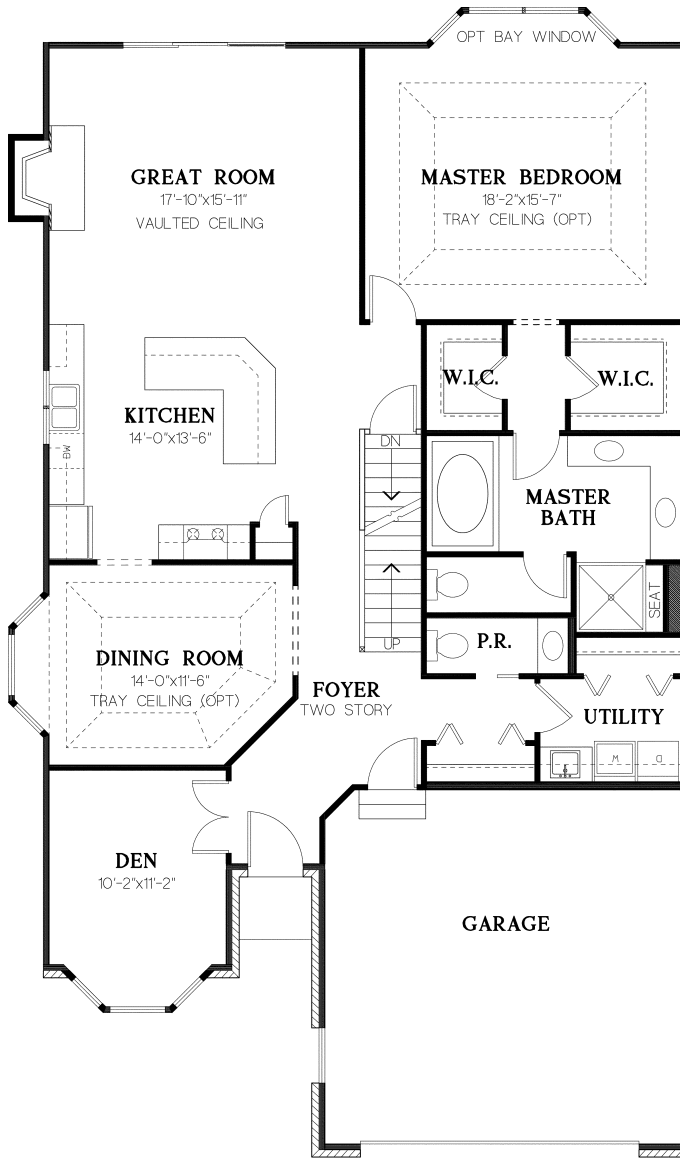 OPT BAY WINDOW
GREAT ROOM
17'-10"x15'-11"
VAULTED CEILING
MASTER BEDROOM
18'-2"x15'-7"
TRAY CEILING (OPT)
W.I.C.
W.I.C.
KITCHEN
14'-0"x13'-6"
BW
DN
MASTER
BATH
SEAT
UP
P.R.
DINING ROOM
14'-0"x11'-6"
TRAY CEILING (OPT)
FOYER
TWO STORY
UTILITY
W
D
DEN
10'-2"x11'-2"
GARAGE